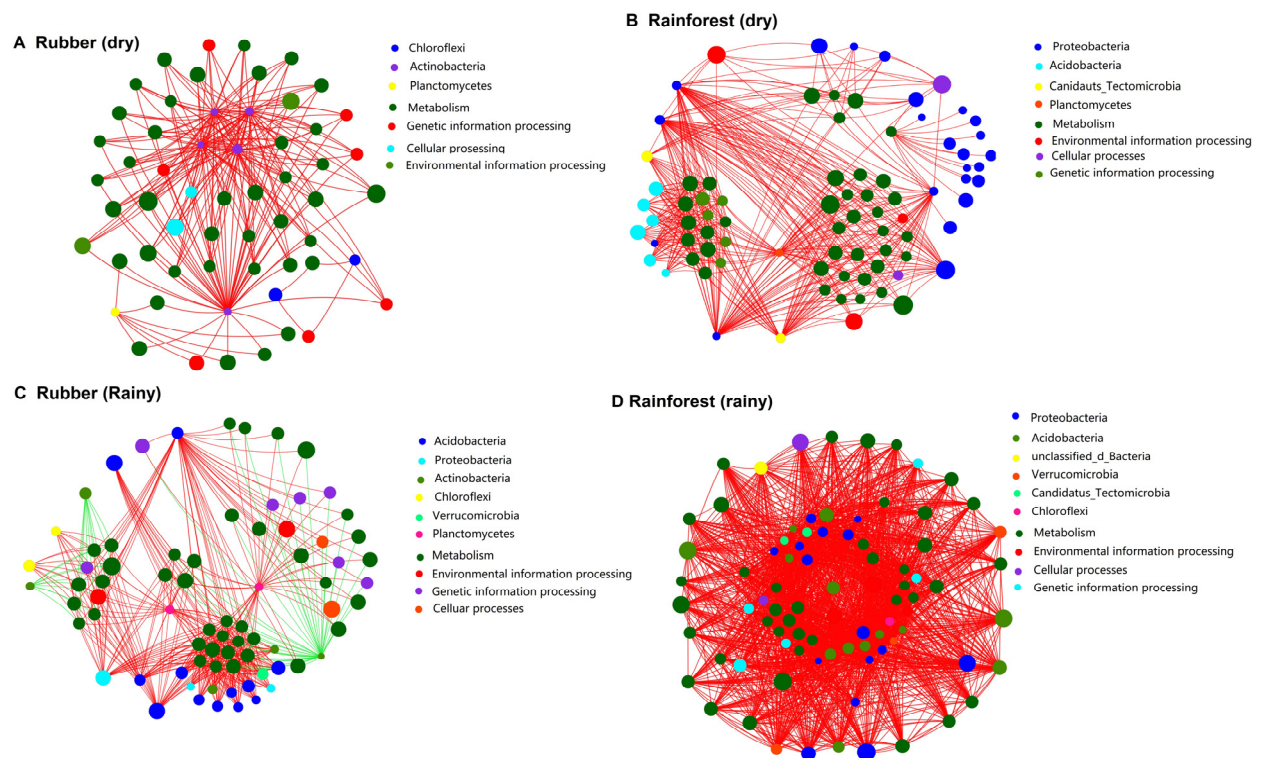 A Rubber (dry)
Chloroflexi
Actinobacteria
Planctomycetes
Metabolism
Genetic information processing
Cellular prosessing
Environmental information processing
B Rainforest (dry)
Proteobacteria
Acidobacteria
Canidauts_Tectomicrobia
Planctomycetes
Metabolism
Environmental information processing
Cellular processes
Genetic information processing
C Rubber (Rainy)
Acidobacteria
Proteobacteria
Actinobacteria
Chloroflexi
Verrucomicrobia
Planctomycetes
Metabolism
Environmental information processing
Genetic information processing
Celluar processes
D Rainforest (rainy)
Proteobacteria
Acidobacteria
unclassified_d_Bacteria
Verrucomicrobia
Candidatus_Tectomicrobia
Chloroflexi
Metabolism
Environmental information processing
Cellular processes
Genetic information processing